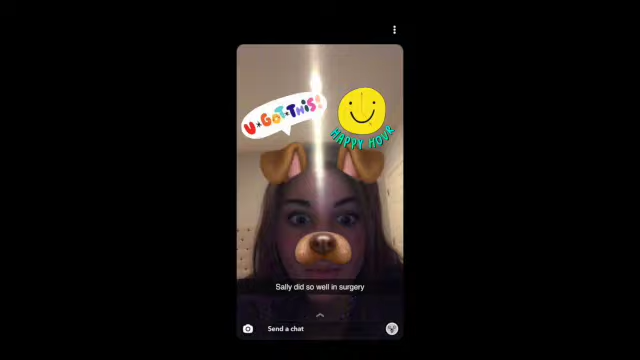 U*GOT*THIS!
HAPPY HOUR
Sally did so well in surgery
Send a chat